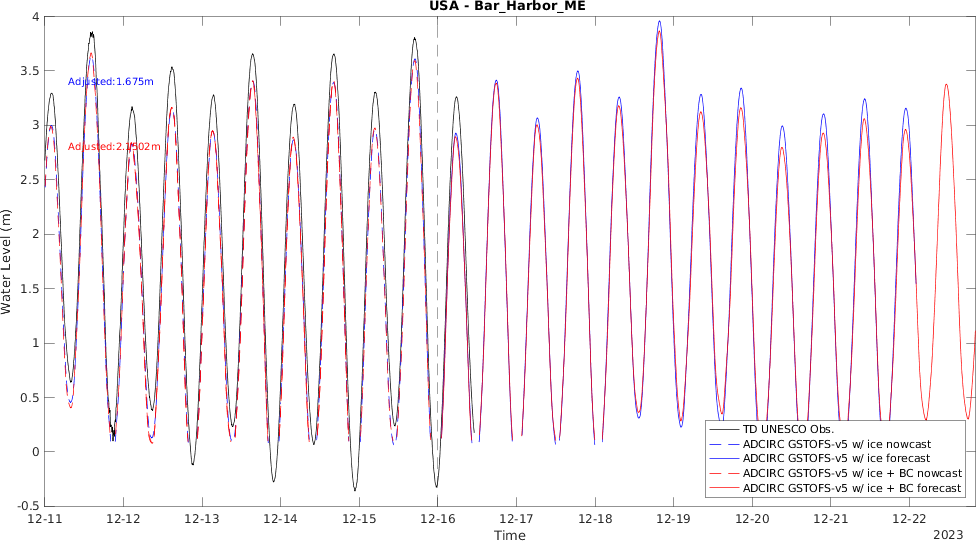 USA - Bar_Harbor_ME
Water Level (m)
4
3.5
3
2.5
2
1.5
1
0.5
0
-0.5
Adjusted:1.675m
TD UNESCO Obs.
ADCIRC GSTOFS-v5 w/ ice nowcast
ADCIRC GSTOFS-v5 w/ ice forecast
ADCIRC GSTOFS-v5 w/ ice + BC nowcast
ADCIRC GSTOFS-v5 w/ ice + BC forecast
12-11 12-12 12-13 12-14 12-15 12-16 12-17 12-18 12-19 12-20 12-21 12-22
Time
2023